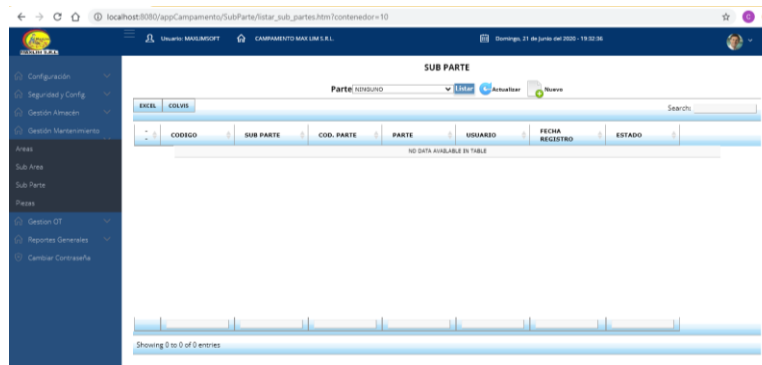 localhost:8080/appCampamento/SubParte/listar_sub_partes.htm?contenedor=10
MAXLIM S.R.L.
Usuario: MAXLIMSOFT
CAMPAMENTO MAX LIM S.R.L.
Domingo, 21 de Junio del 2020 - 19:32:36
Configuración
Seguridad y Config.
Gestión Almacén
Gestión Mantenimiento
Areas
Sub Area
Sub Parte
Piezas
Gestion OT
Reportes Generales
Cambiar Contraseña
SUB PARTE
Parte NINGUNO Listar Actualizar Nuevo
EXCEL COLVIS Search:
CODIGO SUB PARTE COD. PARTE PARTE USUARIO FECHA REGISTRO ESTADO
NO DATA AVAILABLE IN TABLE
Showing 0 to 0 of 0 entries